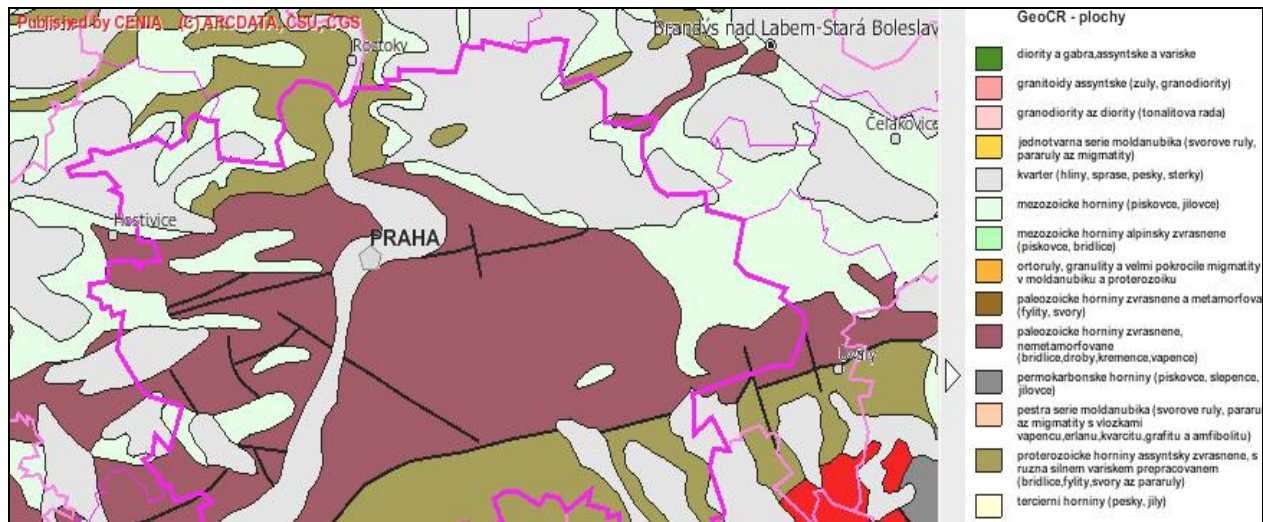 Published by CENIA (C) ARCDATA, CSU, CGS
Roztoky
Brandýs nad Labem-Stará Boleslav
Čelákovice
Hostivice
PRAHA
Úvaly
GeoCR - plochy
diority a gabra,assyntske a variske
granitoidy assyntske (zuly, granodiority)
granodiority az diority (tonalitova rada)
jednotvarna serie moldanubika (svorove ruly,
pararuly az migmatity)
kvarter (hliny, sprase, pesky, sterky)
mezozoicke horniny (piskovce, jilovce)
mezozoicke horniny alpinsky zvrasnene
(piskovce, bridlice)
ortoruly, granulity a velmi pokrocile migmatity
v moldanubiku a proterozoiku
paleozoicke horniny zvrasnene a metamorfova
(fylity, svory)
paleozoicke horniny zvrasnene,
nemetamorfovane
(bridlice,droby,kremence,vapence)
permokarbonske horniny (piskovce, slepence,
jilovce)
pestra serie moldanubika (svorove ruly, pararu
az migmatity s vlozkami
vapencu,erlanu,kvarcitu,grafitu a amfibolitu)
proterozoicke horniny assyntsky zvrasnene, s
ruzna silnem variskem prepracovanem
(bridlice,fylity,svory az pararuly)
tercierni horniny (pesky, jily)